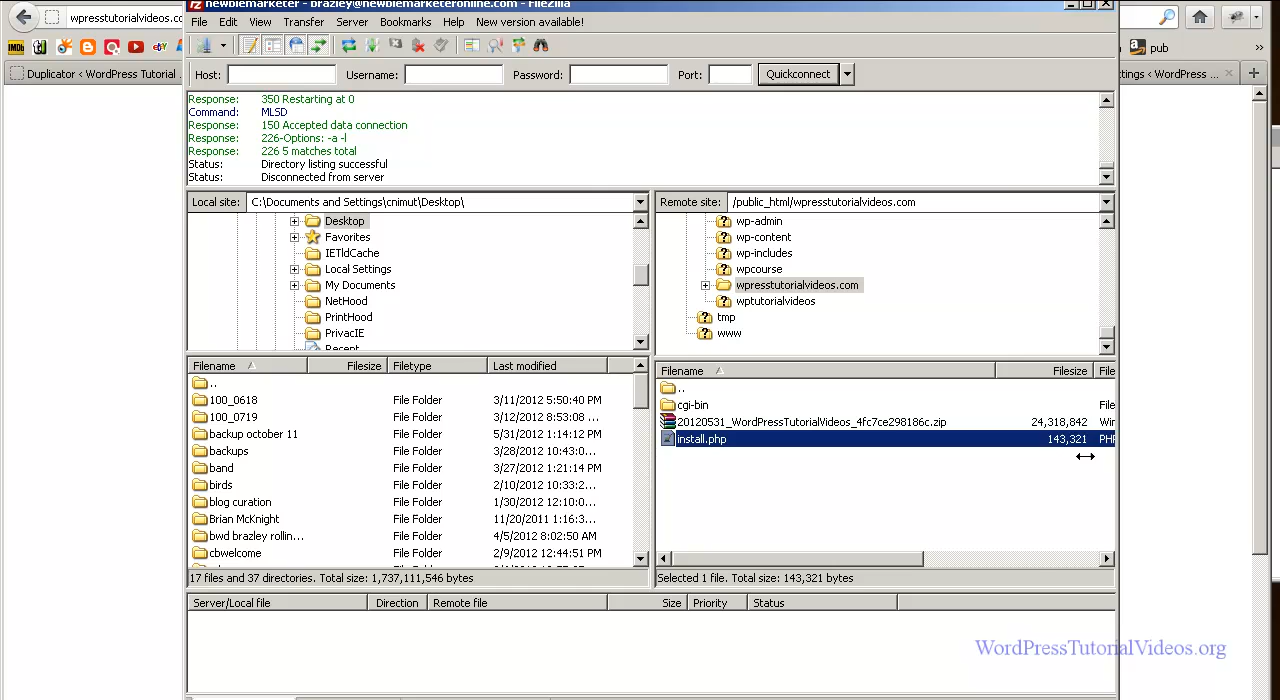 newbiemarketer - brazley@newbiemarketeronline.com - FileZilla
wpresstutorialvideos.co
File Edit View Transfer Server Bookmarks Help New version available!
pub
Duplicator ‹ WordPress Tutorial
tings ‹ WordPress ...
Host: Username: Password: Port: Quickconnect
Response: 350 Restarting at 0
Command: MLSD
Response: 150 Accepted data connection
Response: 226-Options: -a -l
Response: 226 5 matches total
Status: Directory listing successful
Status: Disconnected from server
Local site: C:\Documents and Settings\cnimut\Desktop\
Desktop
Favorites
IETldCache
Local Settings
My Documents
NetHood
PrintHood
PrivacIE
Recent
Remote site: /public_html/wpresstutorialvideos.com
wp-admin
wp-content
wp-includes
wpcourse
wpresstutorialvideos.com
wptutorialvideos
tmp
www
Filename Filesize Filetype Last modified
..
100_0618 File Folder 3/11/2012 5:50:40 PM
100_0719 File Folder 3/12/2012 8:53:08 ...
backup october 11 File Folder 5/31/2012 1:14:12 PM
backups File Folder 3/28/2012 10:43:0...
band File Folder 3/27/2012 1:21:14 PM
birds File Folder 2/10/2012 10:33:2...
blog curation File Folder 1/30/2012 12:10:0...
Brian McKnight File Folder 11/20/2011 1:16:3...
bwd brazley rollin... File Folder 4/5/2012 8:02:50 AM
cbwelcome File Folder 2/9/2012 12:44:51 PM
17 files and 37 directories. Total size: 1,737,111,546 bytes
Filename Filesize File
..
cgi-bin File
20120531_WordPressTutorialVideos_4fc7ce298186c.zip 24,318,842 Win
install.php 143,321 PHP
Selected 1 file. Total size: 143,321 bytes
Server/Local file Direction Remote file Size Priority Status
WordPressTutorialVideos.org